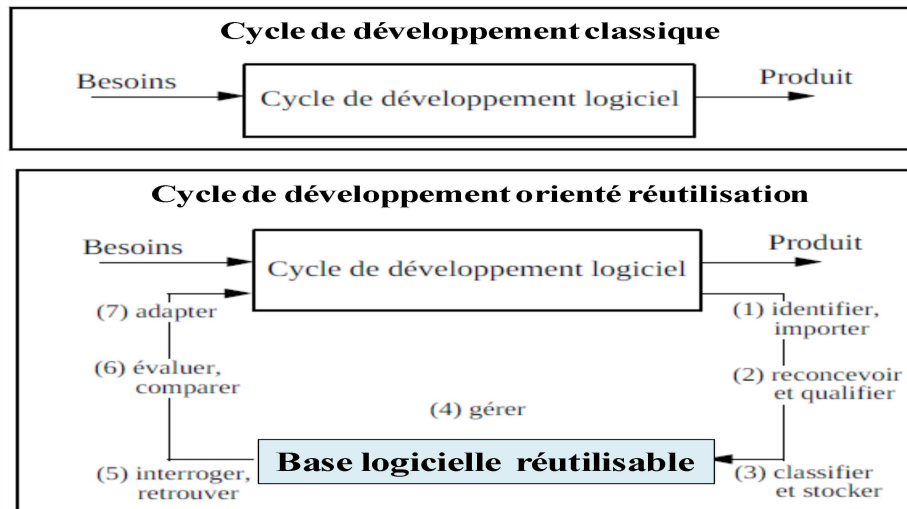 Cycle de développement classique
Besoins
Produit
Cycle de développement logiciel
Cycle de développement orienté réutilisation
Besoins
Produit
Cycle de développement logiciel
(7) adapter
(1) identifier,
importer
(6) évaluer,
comparer
(2) reconcevoir
et qualifier
(4) gérer
Base logicielle réutilisable
(5) interroger,
retrouver
(3) classifier
et stocker